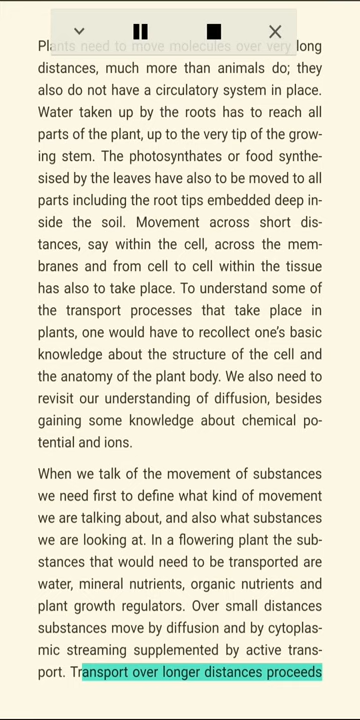 Plants need to move molecules over very long
distances, much more than animals do; they
also do not have a circulatory system in place.
Water taken up by the roots has to reach all
parts of the plant, up to the very tip of the grow-
ing stem. The photosynthates or food synthe-
sised by the leaves have also to be moved to all
parts including the root tips embedded deep in-
side the soil. Movement across short dis-
tances, say within the cell, across the mem-
branes and from cell to cell within the tissue
has also to take place. To understand some of
the transport processes that take place in
plants, one would have to recollect one's basic
knowledge about the structure of the cell and
the anatomy of the plant body. We also need to
revisit our understanding of diffusion, besides
gaining some knowledge about chemical po-
tential and ions.
When we talk of the movement of substances
we need first to define what kind of movement
we are talking about, and also what substances
we are looking at. In a flowering plant the sub-
stances that would need to be transported are
water, mineral nutrients, organic nutrients and
plant growth regulators. Over small distances
substances move by diffusion and by cytoplas-
mic streaming supplemented by active trans-
port. Transport over longer distances proceeds